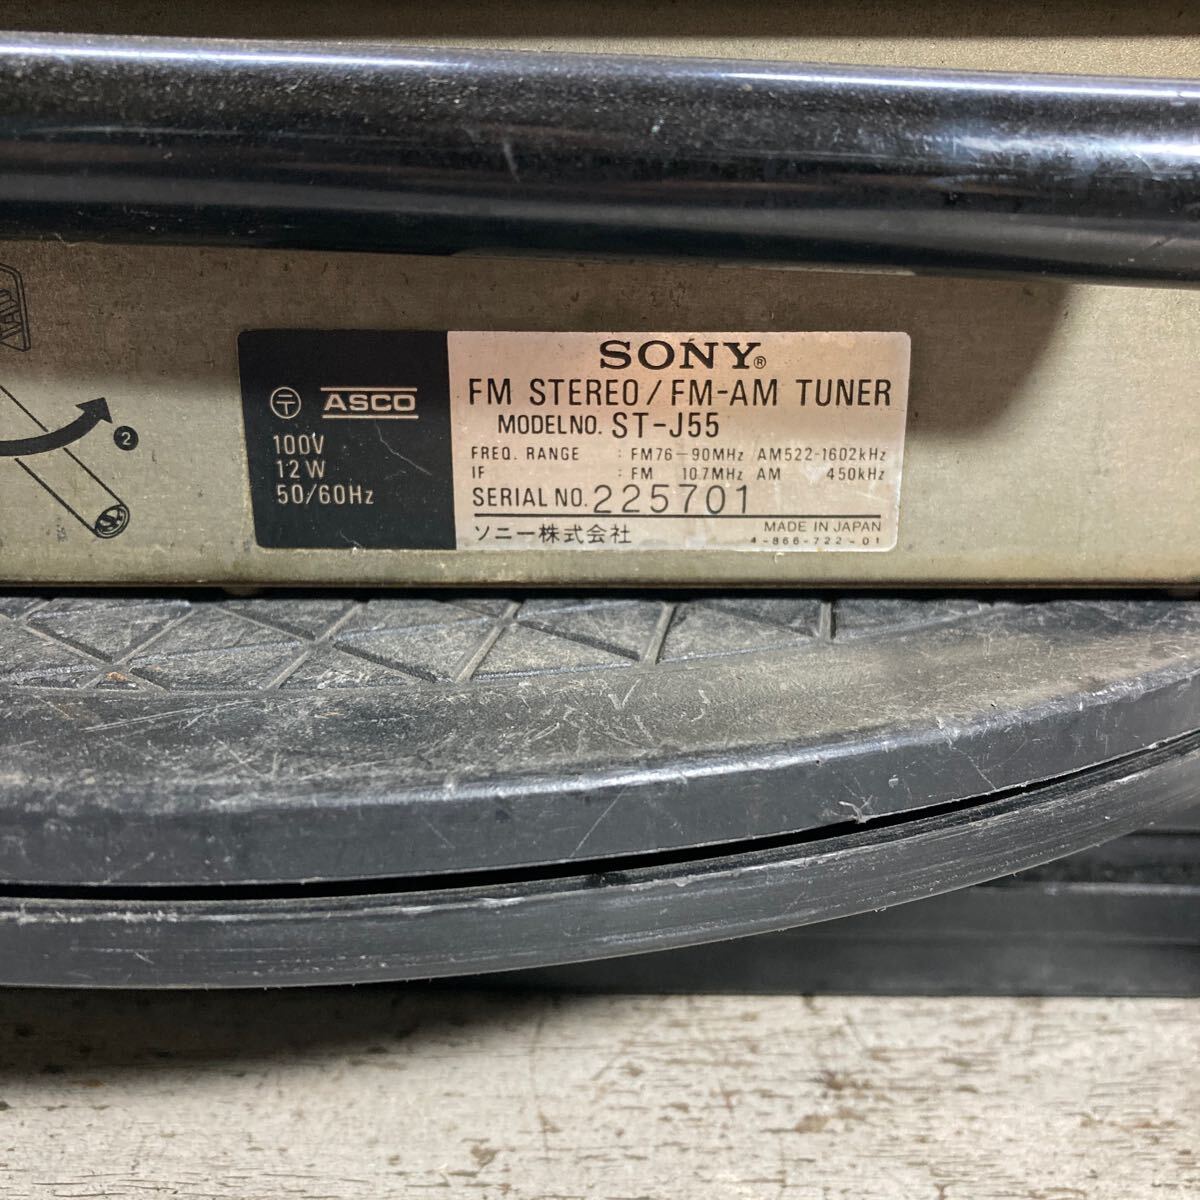 SONY®
FM STEREO/FM-AM TUNER
MODEL NO. ST-J55
FREQ. RANGE : FM76-90MHz AM522-1602kHz
IF : FM 10.7MHz AM 450kHz
SERIAL NO. 225701
ソニー株式会社
MADE IN JAPAN
4-866-722-01
〒 ASCO
100V
12W
50/60Hz
2